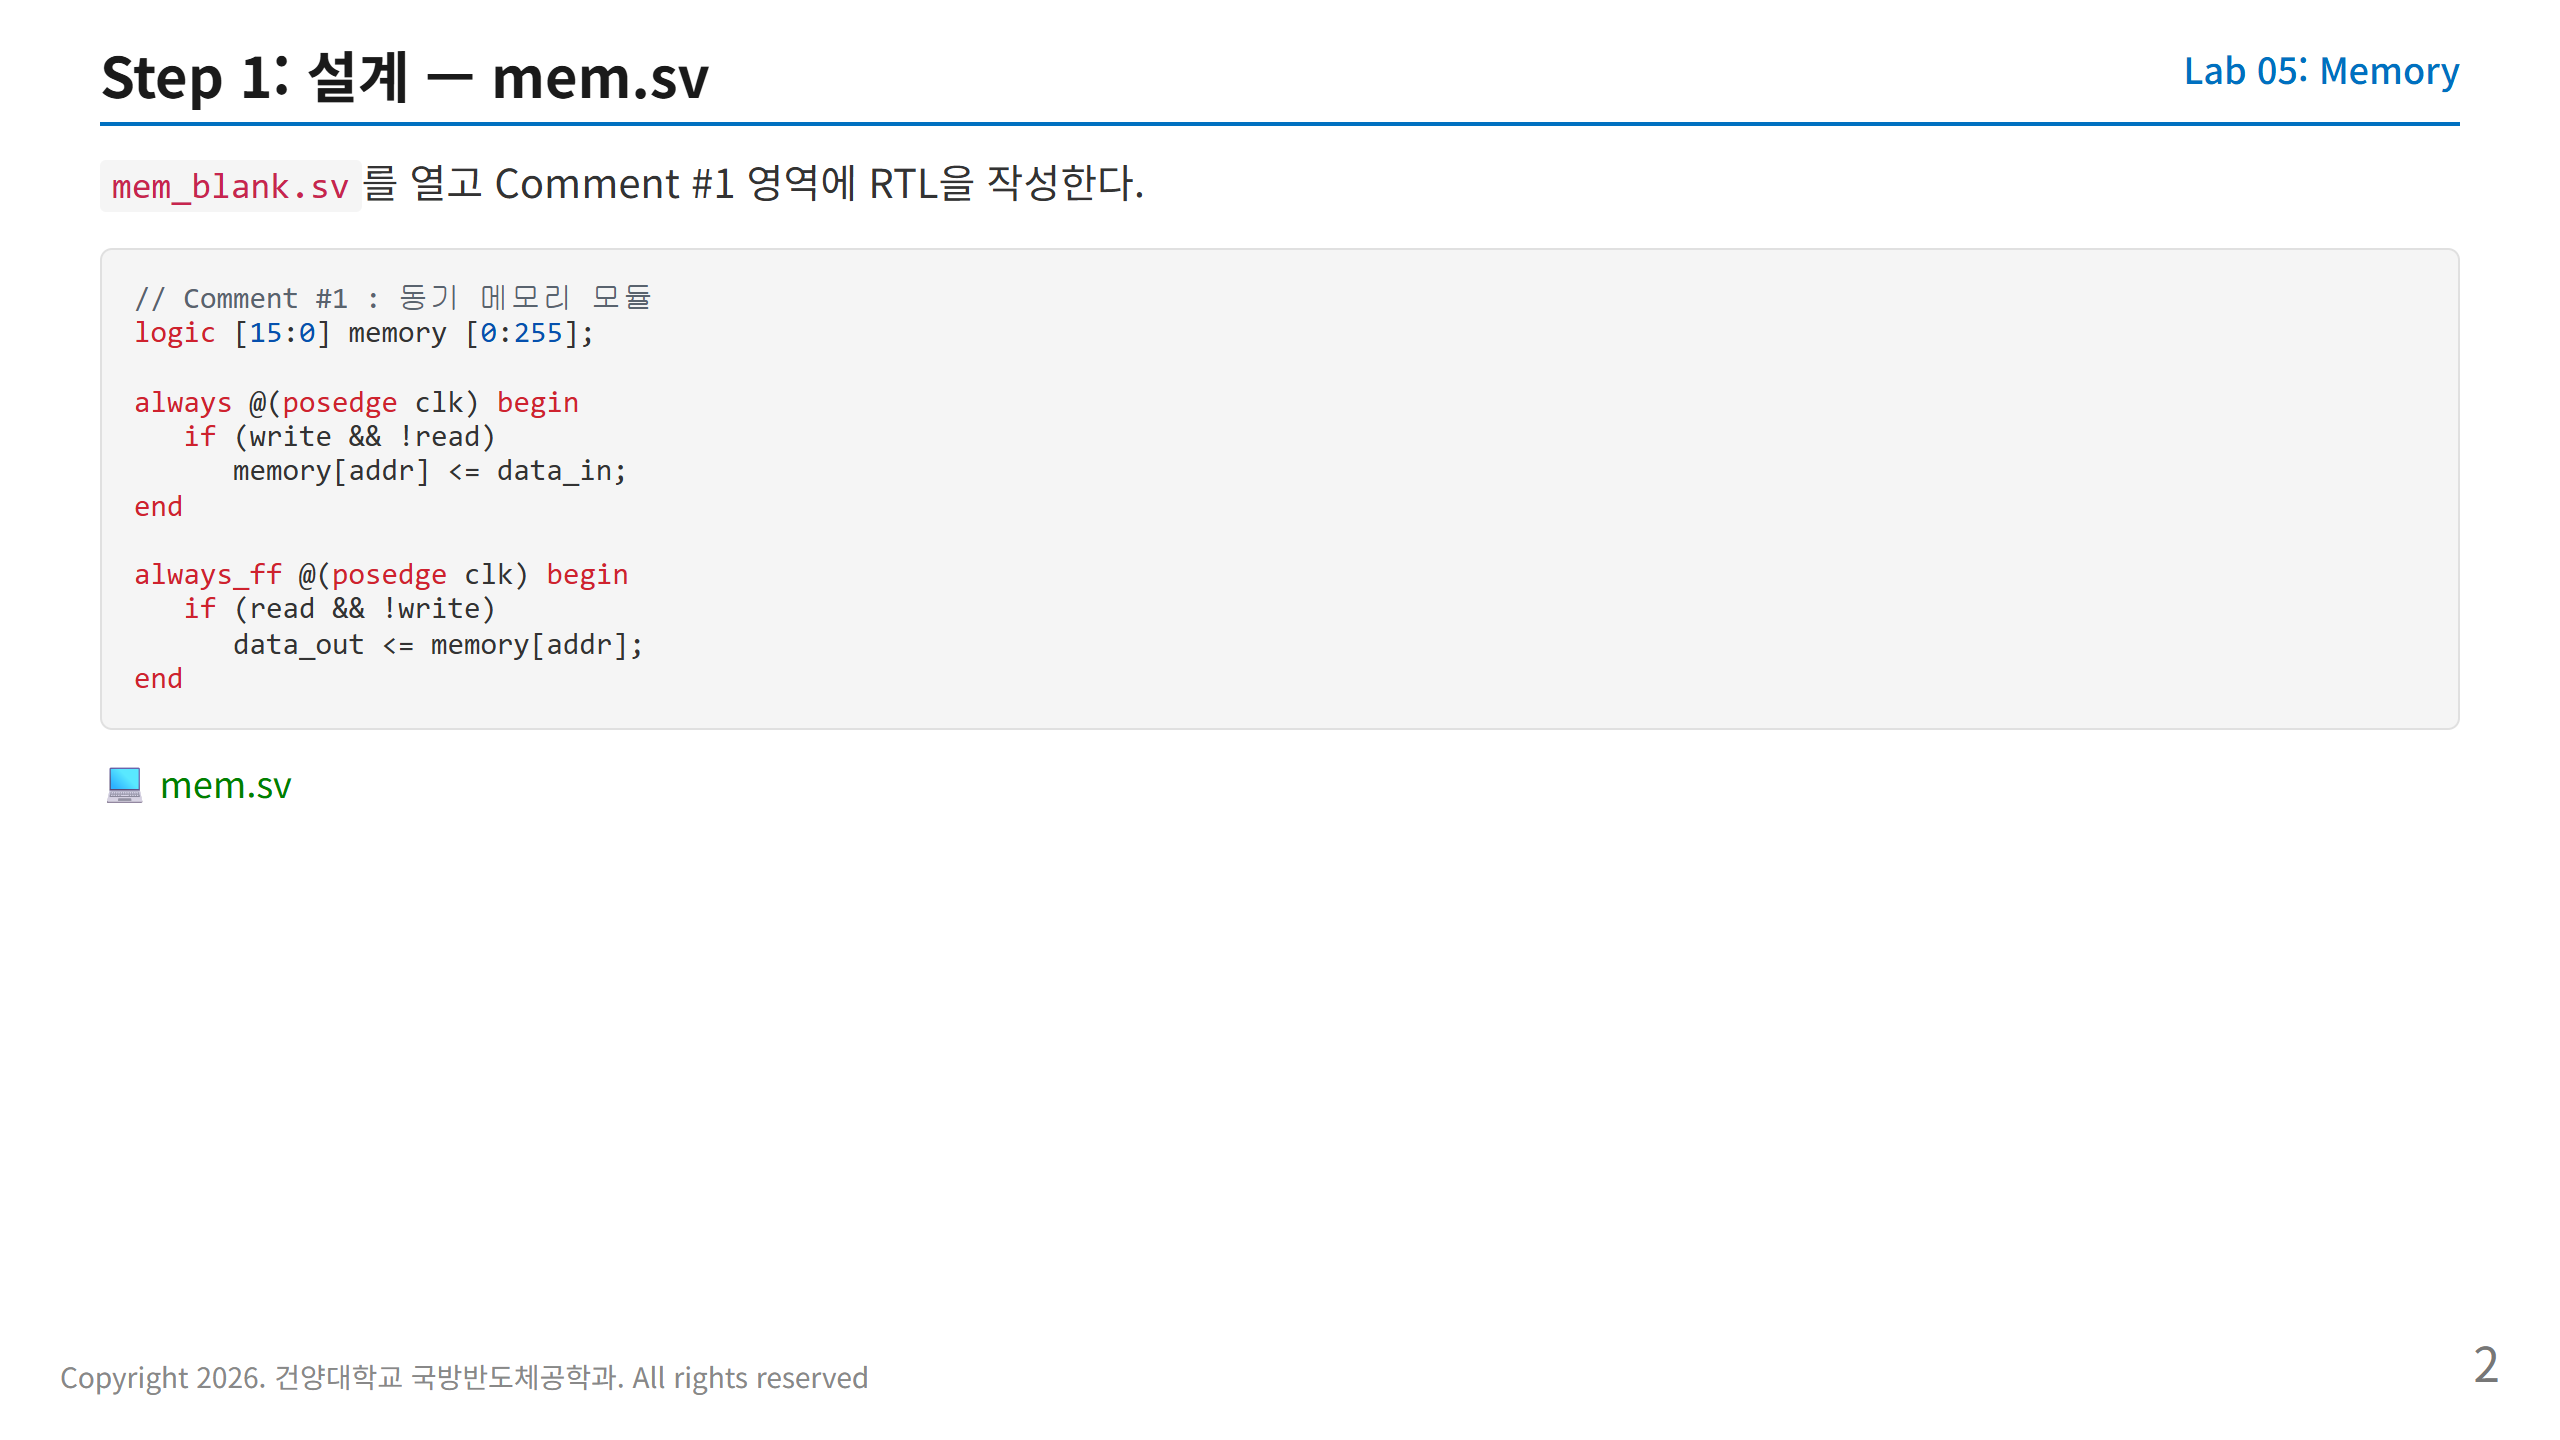 Step 1: 설계 — mem.sv
Lab 05: Memory
mem_blank.sv를 열고 Comment #1 영역에 RTL을 작성한다.
// Comment #1 : 동기 메모리 모듈
logic [15:0] memory [0:255];
always @(posedge clk) begin
   if (write && !read)
      memory[addr] <= data_in;
end
always_ff @(posedge clk) begin
   if (read && !write)
      data_out <= memory[addr];
end
💻 mem.sv
Copyright 2026. 건양대학교 국방반도체공학과. All rights reserved
2